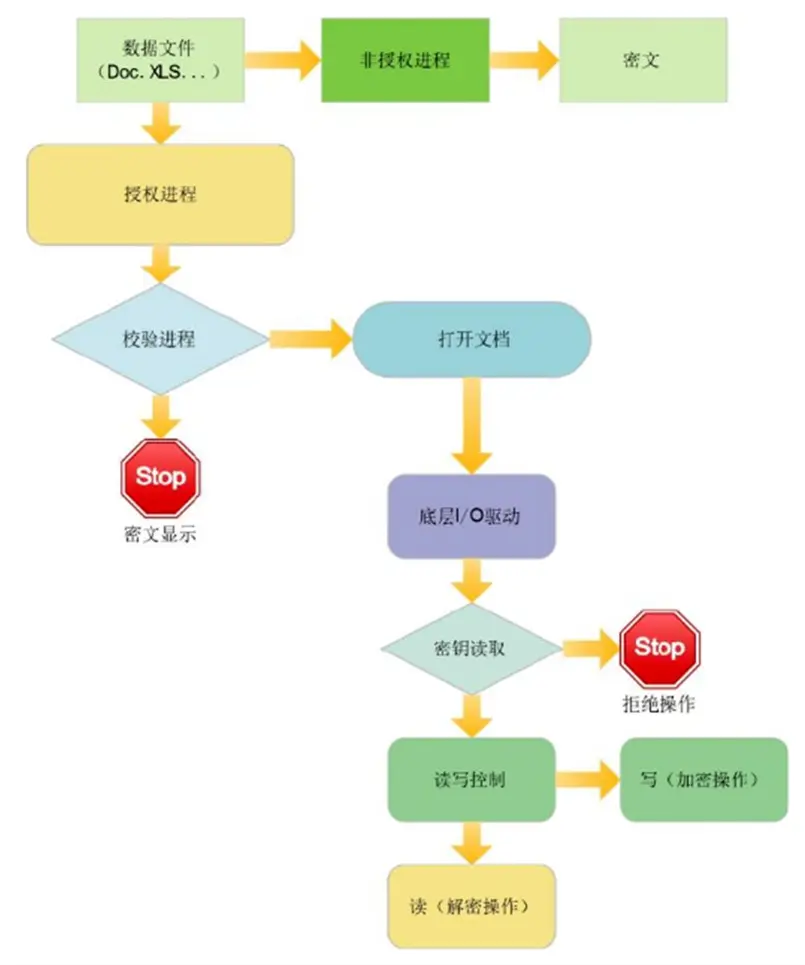 数据文件
（Doc. XLS...）
非授权进程
密文
授权进程
校验进程
打开文档
Stop
密文显示
底层I/O驱动
密钥读取
Stop
拒绝操作
读写控制
写（加密操作）
读（解密操作）